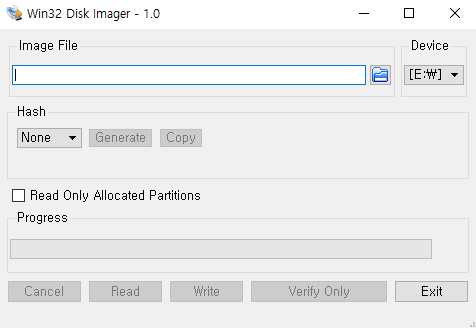 Win32 Disk Imager - 1.0
Image File
Device
[E:₩]
Hash
None
Generate
Copy
Read Only Allocated Partitions
Progress
Cancel
Read
Write
Verify Only
Exit